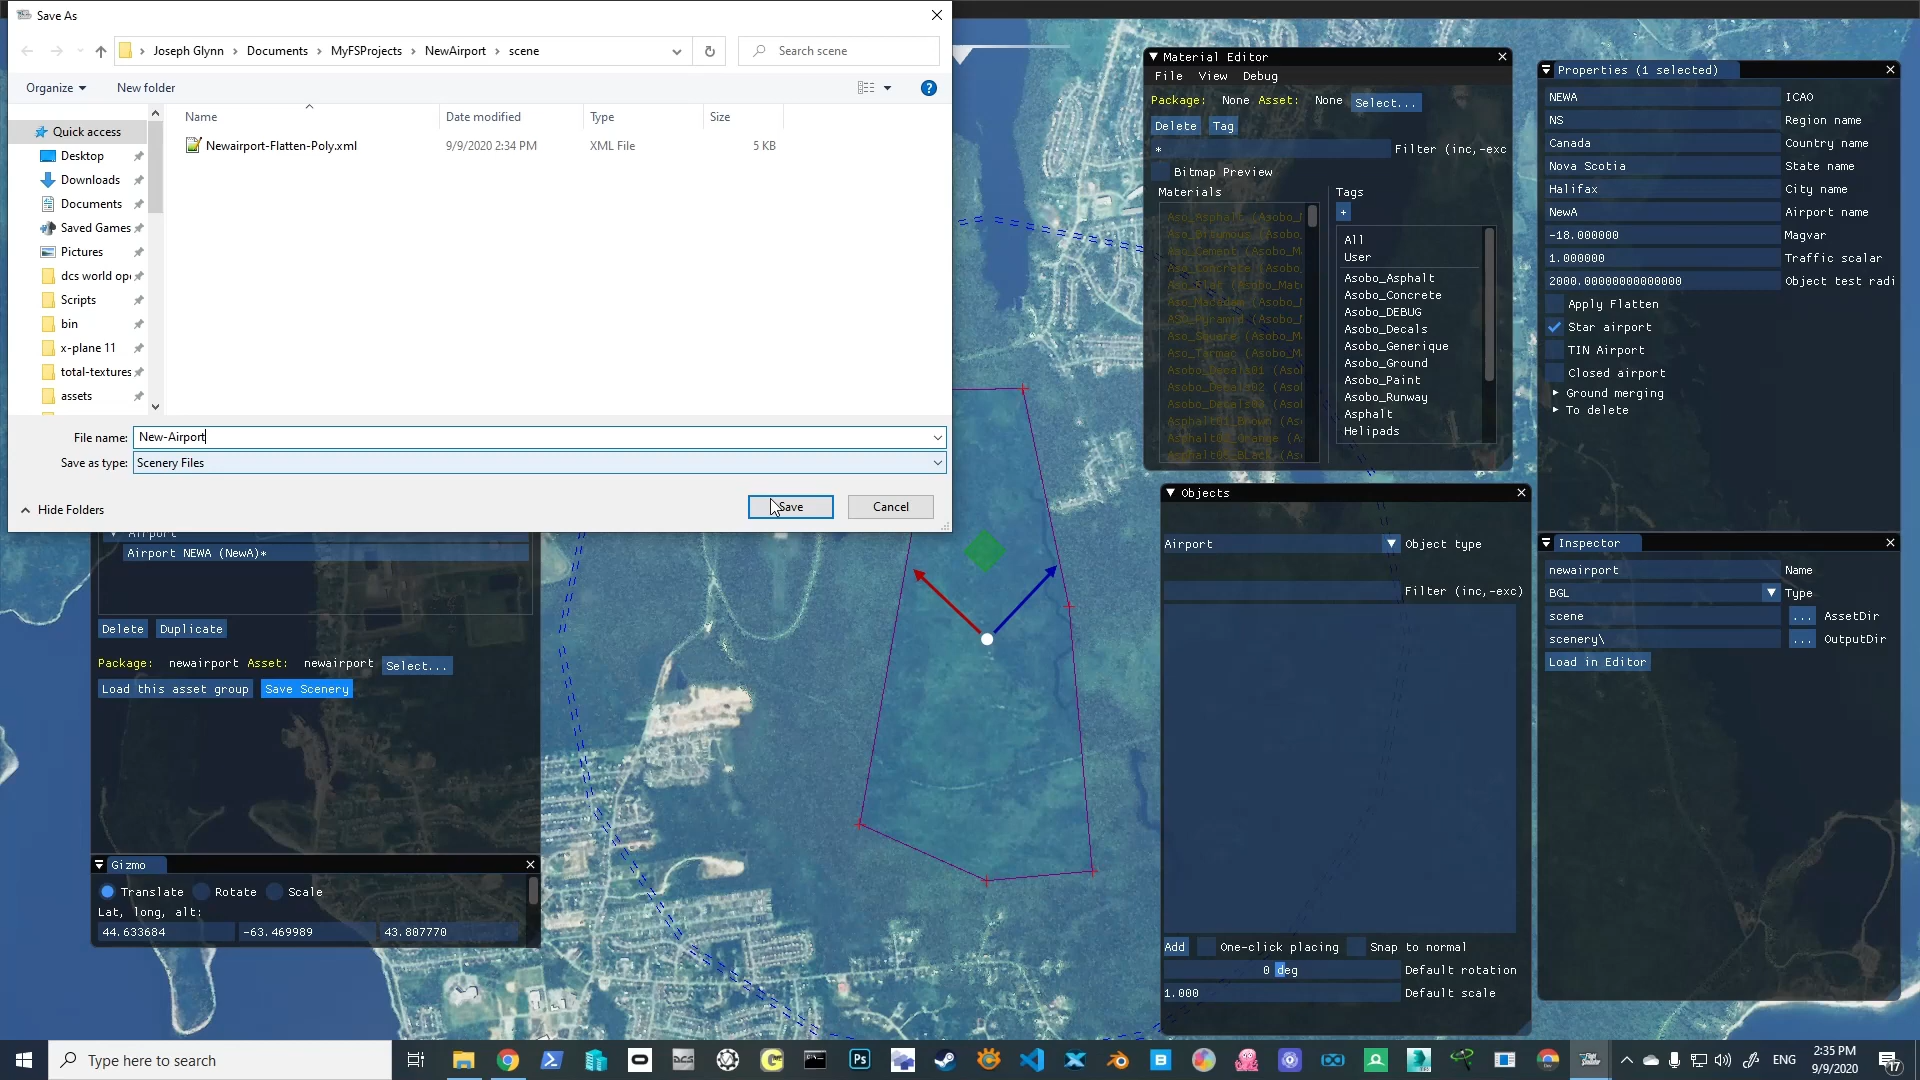 Save As
Joseph Glynn > Documents > MyFSProjects > NewAirport > scene
Search scene
Organize
New folder
Quick access
Desktop
Downloads
Documents
Saved Games
Pictures
dcs world op
Scripts
bin
x-plane 11
total-textures
assets
Name
Date modified
Type
Size
Newairport-Flatten-Poly.xml
9/9/2020 2:34 PM
XML File
5 KB
File name:
New-Airport
Save as type:
Scenery Files
Hide Folders
Save
Cancel
Airport
Airport NEWA (NewA)*
Delete
Duplicate
Package: newairport Asset: newairport Select...
Load this asset group
Save Scenery
Gizmo
Translate
Rotate
Scale
Lat, long, alt:
44.633684
-63.469989
43.807770
Material Editor
File View Debug
Package: None Asset: None Select...
Delete
Tag
*
Filter (inc,-exc
Bitmap Preview
Materials
Tags
+
All
User
Asobo_Asphalt
Asobo_Concrete
Asobo_DEBUG
Asobo_Decals
Asobo_Generique
Asobo_Ground
Asobo_Paint
Asobo_Runway
Asphalt
Helipads
Objects
Airport
Object type
Filter (inc,-exc)
Add
One-click placing
Snap to normal
0 deg
Default rotation
1.000
Default scale
Properties (1 selected)
NEWA ICAO
NS Region name
Canada Country name
Nova Scotia State name
Halifax City name
NewA Airport name
-18.000000 Magvar
1.000000 Traffic scalar
2000.00000000000000 Object test radi
Apply Flatten
Star airport
TIN Airport
Closed airport
Ground merging
To delete
Inspector
newairport Name
BGL Type
scene ... AssetDir
scenery\ ... OutputDir
Load in Editor
Type here to search
Ps
DCS
ENG
2:35 PM
9/9/2020
17